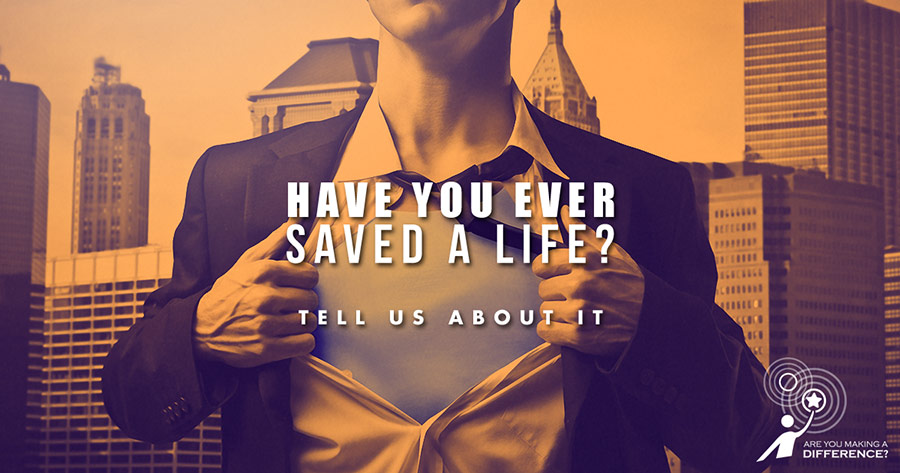 HAVE YOU EVER
SAVED A LIFE?
TELL US ABOUT IT
ARE YOU MAKING A
DIFFERENCE?